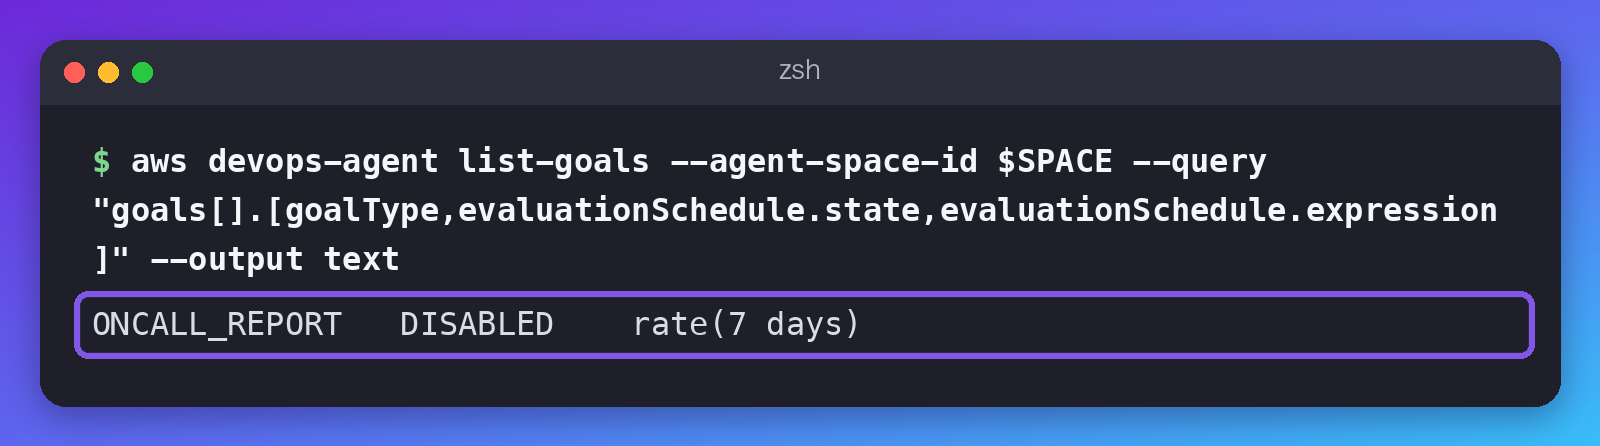 zsh
$ aws devops-agent list-goals --agent-space-id $SPACE --query
"goals[].[goalType,evaluationSchedule.state,evaluationSchedule.expression
]" --output text
ONCALL_REPORT   DISABLED    rate(7 days)